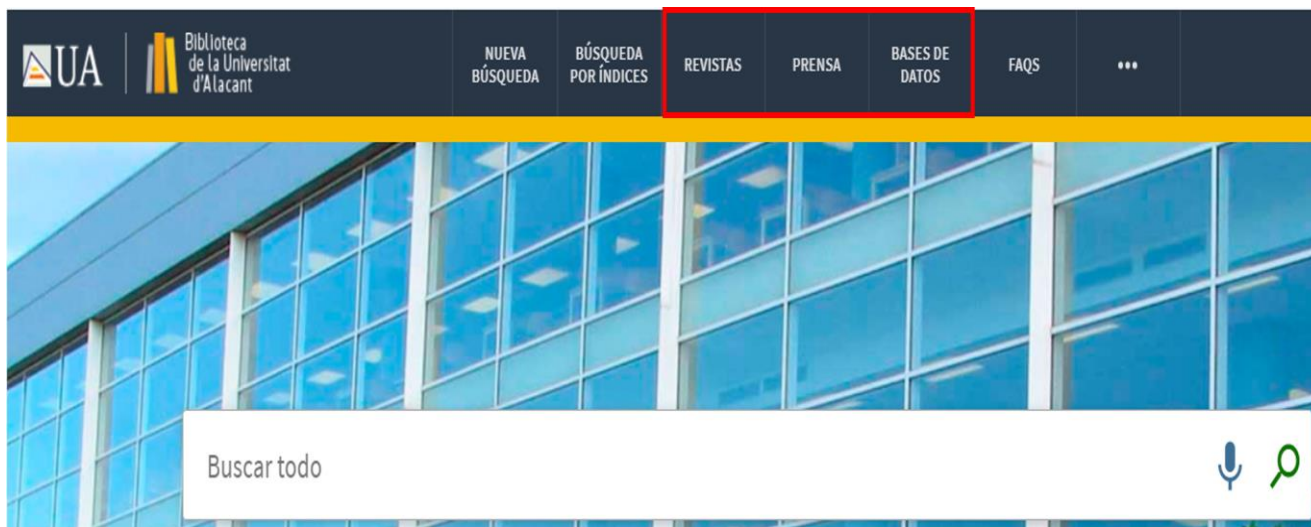 UA
Biblioteca
de la Universitat
d'Alacant
NUEVA
BÚSQUEDA
BÚSQUEDA
POR ÍNDICES
REVISTAS
PRENSA
BASES DE
DATOS
FAQS
•••
Buscar todo